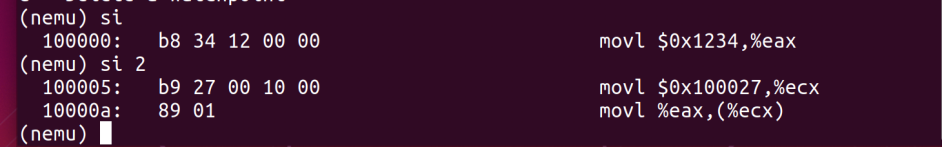 (nemu) si
100000: b8 34 12 00 00 movl $0x1234,%eax
(nemu) si 2
100005: b9 27 00 10 00 movl $0x100027,%ecx
10000a: 89 01 movl %eax,(%ecx)
(nemu)